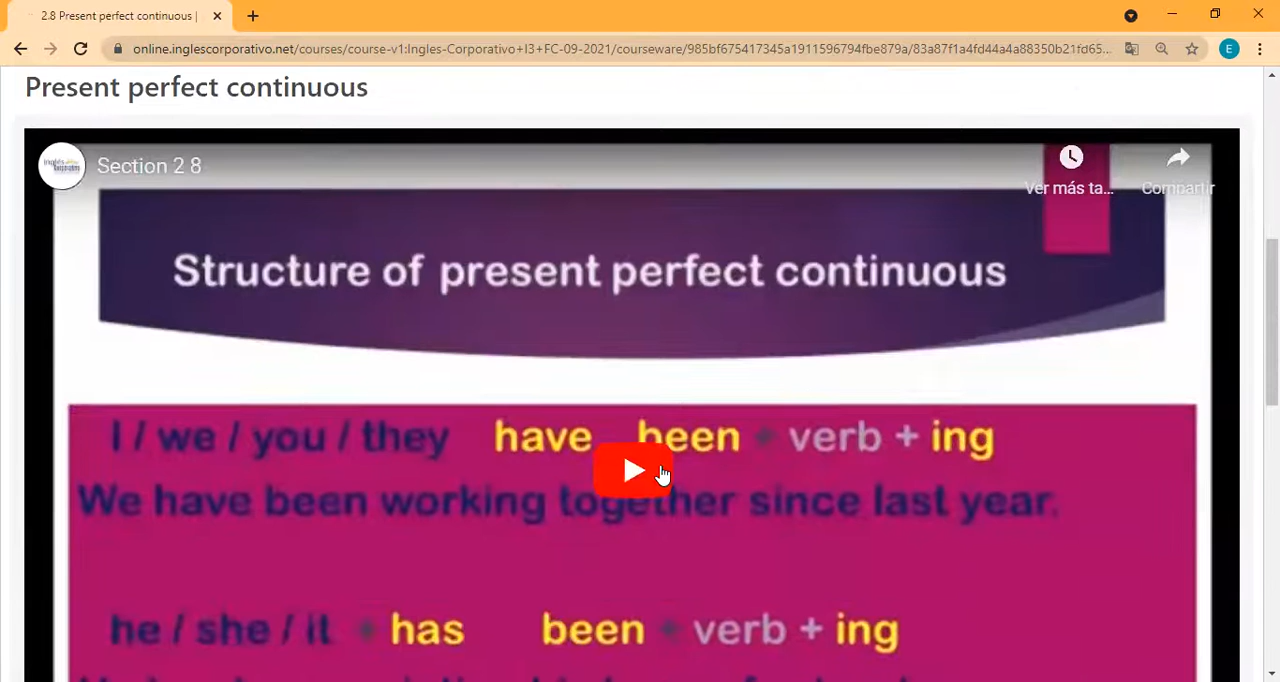 2.8 Present perfect continuous |
online.inglescorporativo.net/courses/course-v1:Ingles-Corporativo+I3+FC-09-2021/courseware/985bf675417345a1911596794fbe879a/83a87f1a4fd44a4a88350b21fd65...
E
Present perfect continuous
Section 2 8
Ver más ta...
Compartir
Structure of present perfect continuous
I / we / you / they have been + verb + ing
We have been working together since last year.
he / she / it + has been + verb + ing